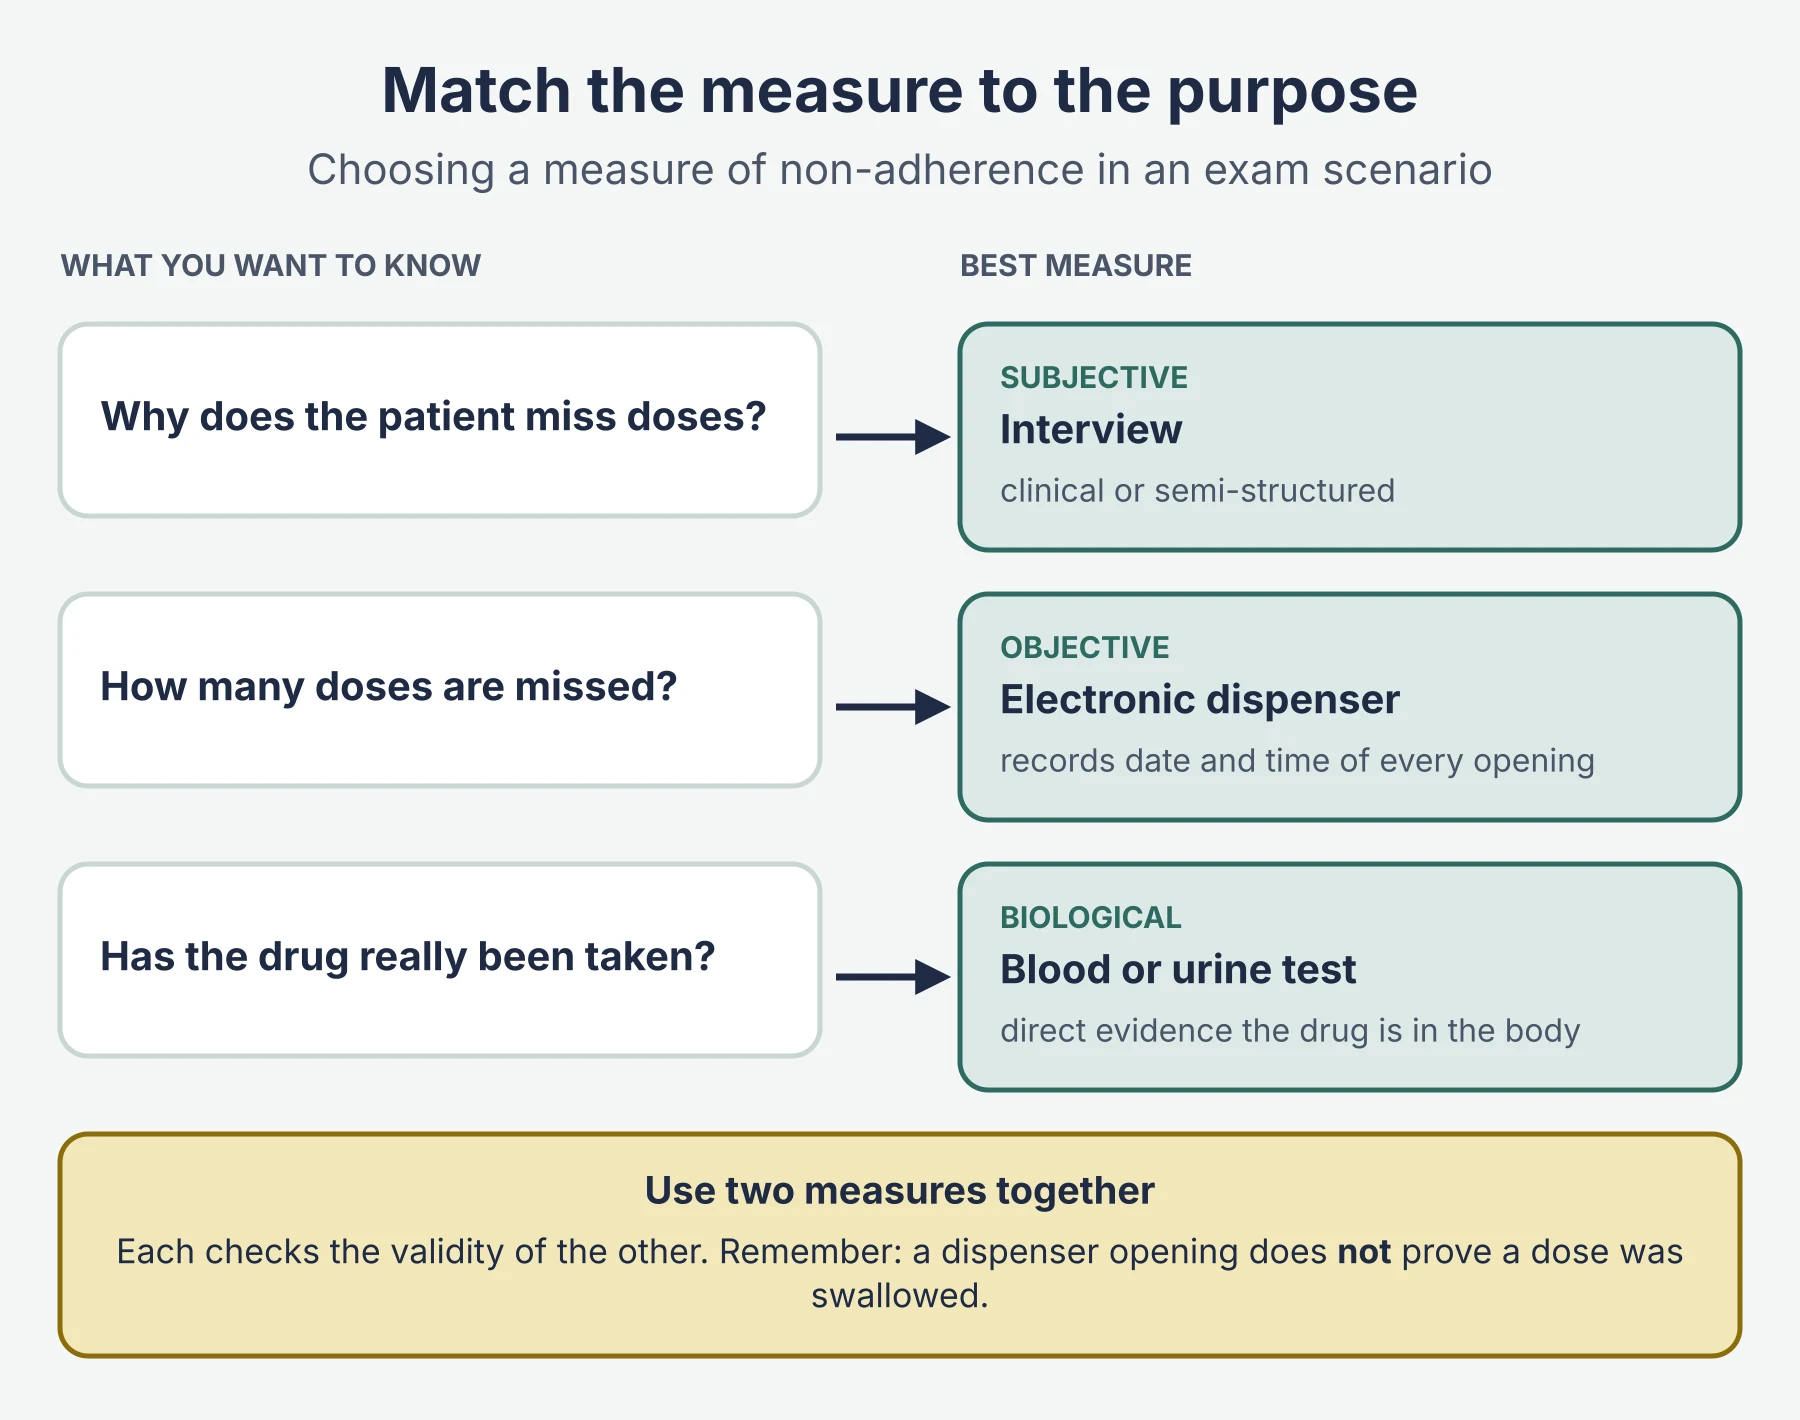 Match the measure to the purpose
Choosing a measure of non-adherence in an exam scenario
WHAT YOU WANT TO KNOW
BEST MEASURE
Why does the patient miss doses?
SUBJECTIVE
Interview
clinical or semi-structured
How many doses are missed?
OBJECTIVE
Electronic dispenser
records date and time of every opening
Has the drug really been taken?
BIOLOGICAL
Blood or urine test
direct evidence the drug is in the body
Use two measures together
Each checks the validity of the other. Remember: a dispenser opening does not prove a dose was
swallowed.